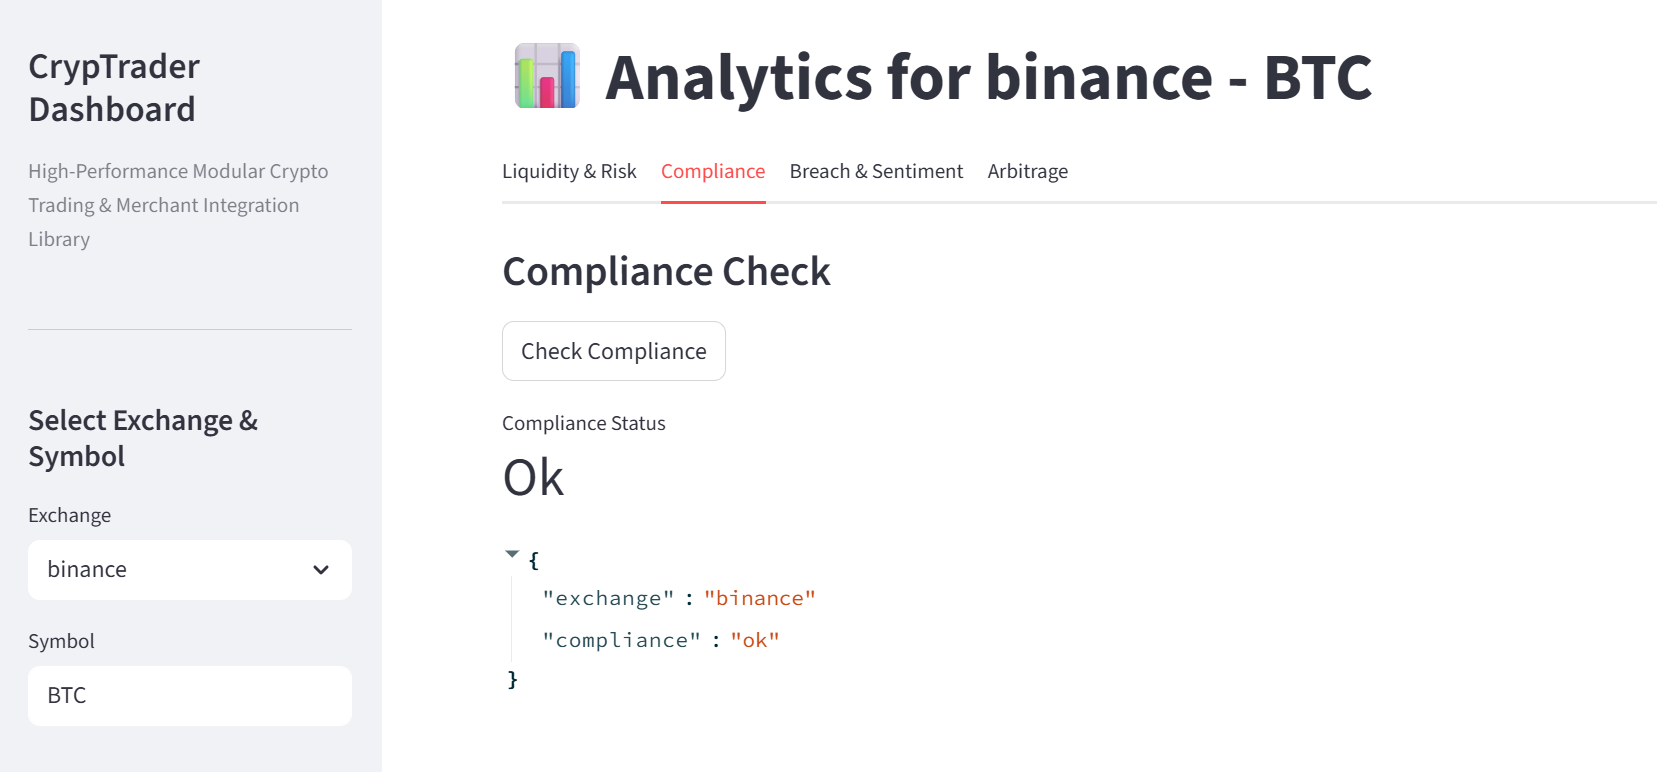 CrypTrader
Dashboard
High-Performance Modular Crypto
Trading & Merchant Integration
Library
Select Exchange &
Symbol
Exchange
binance
Symbol
BTC
Analytics for binance - BTC
Liquidity & Risk Compliance Breach & Sentiment Arbitrage
Compliance Check
Check Compliance
Compliance Status
Ok
{
"exchange" : "binance"
"compliance" : "ok"
}